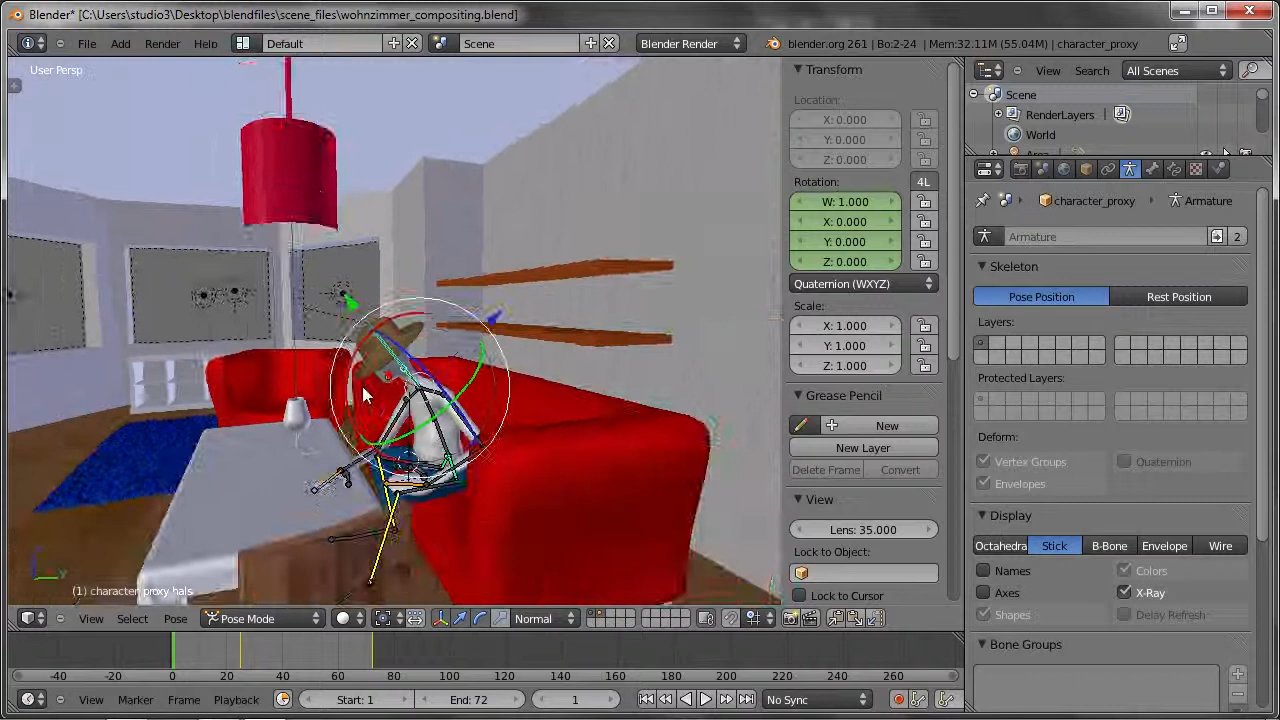 Blender* [C:\Users\studio3\Desktop\blendfiles\scene_files\wohnzimmer_compositing.blend]
File Add Render Help Default Scene Blender Render blender.org 261 | Bo:2-24 | Mem:32.11M (55.04M) | character_proxy
User Persp
View Search All Scenes
Scene
RenderLayers
World
Transform
Location:
X: 0.000
Y: 0.000
Z: 0.000
Rotation: 4L
W: 1.000
X: 0.000
Y: 0.000
Z: 0.000
Quaternion (WXYZ)
Scale:
X: 1.000
Y: 1.000
Z: 1.000
Grease Pencil
New
New Layer
Delete Frame Convert
View
Lens: 35.000
Lock to Object:
Lock to Cursor
character_proxy Armature
Armature 2
Skeleton
Pose Position Rest Position
Layers:
Protected Layers:
Deform:
Vertex Groups Quaternion
Envelopes
Display
Octahedra Stick B-Bone Envelope Wire
Names Colors
Axes X-Ray
Shapes Delay Refresh
Bone Groups
(1) character proxy hals
View Select Pose Pose Mode Normal
-40 -20 0 20 40 60 80 100 120 140 160 180 200 220 240 260
View Marker Frame Playback Start: 1 End: 72 1 No Sync